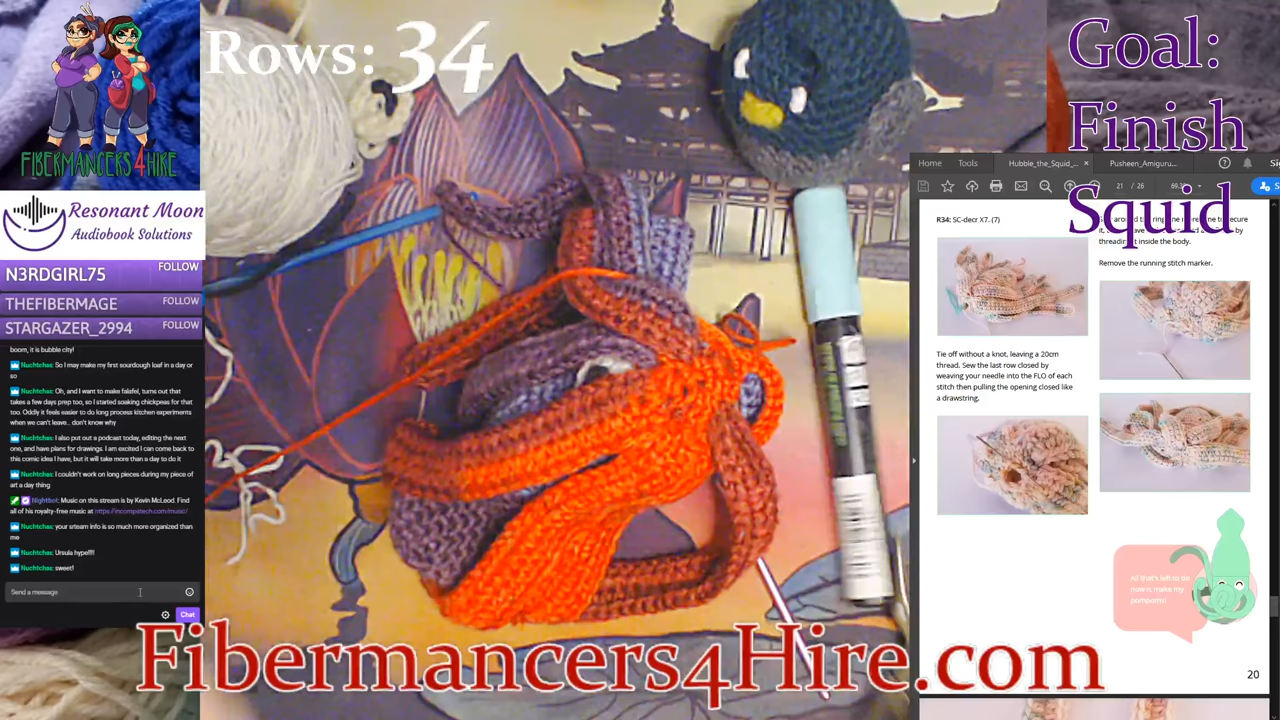 Rows: 34
Goal:
Finish
Squid
FIBERMANCERS4HIRE
Resonant Moon
Audiobook Solutions
N3RDGIRL75 FOLLOW
THEFIBERMAGE FOLLOW
STARGAZER_2994 FOLLOW
boom, it is bubble city!
Nuchtchas: So I may make my first sourdough loaf in a day or
so
Nuchtchas: Oh, and I want to make falafel, turns out that
takes a few days prep too, so I started soaking chickpeas for that
too. Oddly it feels easier to do long process kitchen experiments
when we can't leave.. don't know why
Nuchtchas: I also put out a podcast today, editing the next
one, and have plans for drawings. I am excited I can come back to
this comic idea I have, but it will take more than a day to do it
Nuchtchas: I couldn't work on long pieces during my piece of
art a day thing
Nightbot: Music on this stream is by Kevin McLeod. Find
all of his royalty-free music at https://incompetech.com/music/
Nuchtchas: your srteam info is so much more organized than
me
Nuchtchas: Ursula hype!!!!
Nuchtchas: sweet!
Send a message
Chat
Home Tools Hubble_the_Squid_... × Pusheen_Amiguru...
21 / 26
R34: SC-decr X7. (7)
Tie off without a knot, leaving a 20cm
thread. Sew the last row closed by
weaving your needle into the FLO of each
stitch then pulling the opening closed like
a drawstring.
Remove the running stitch marker.
All that's left to do
now is make my
pompoms!
20
Fibermancers4Hire.com